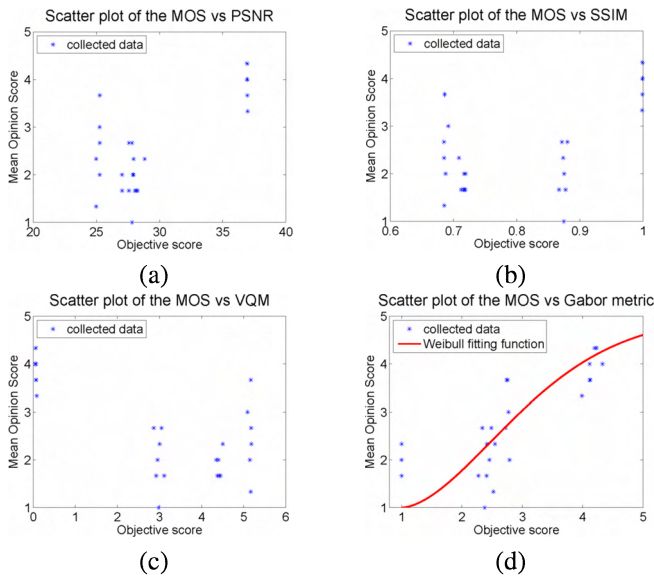 Scatter plot of the MOS vs PSNR
collected data
Mean Opinion Score
5
4
3
2
1
20 25 30 35 40
Objective score
(a)
Scatter plot of the MOS vs SSIM
collected data
Mean Opinion Score
5
4
3
2
1
0.6 0.7 0.8 0.9 1
Objective score
(b)
Scatter plot of the MOS vs VQM
collected data
Mean Opinion Score
5
4
3
2
1
0 1 2 3 4 5 6
Objective score
(c)
Scatter plot of the MOS vs Gabor metric
collected data
Weibull fitting function
Mean Opinion Score
5
4
3
2
1
1 2 3 4 5
Objective score
(d)